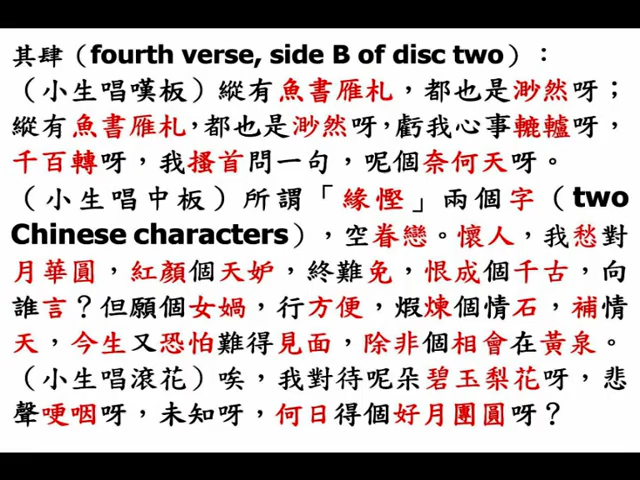 其肆（fourth verse, side B of disc two）：
（小生唱嘆板）縱有魚書雁札，都也是渺然呀；
縱有魚書雁札，都也是渺然呀，虧我心事轆轤呀，
千百轉呀，我搔首問一句，呢個奈何天呀。
（小生唱中板）所謂「緣慳」兩個字（two
Chinese characters），空眷戀。懷人，我愁對
月華圓，紅顏個天妒，終難免，恨成個千古，向
誰言？但願個女媧，行方便，煆煉個情石，補情
天，今生又恐怕難得見面，除非個相會在黃泉。
（小生唱滾花）唉，我對待呢朵碧玉梨花呀，悲
聲哽咽呀，未知呀，何日得個好月團圓呀？